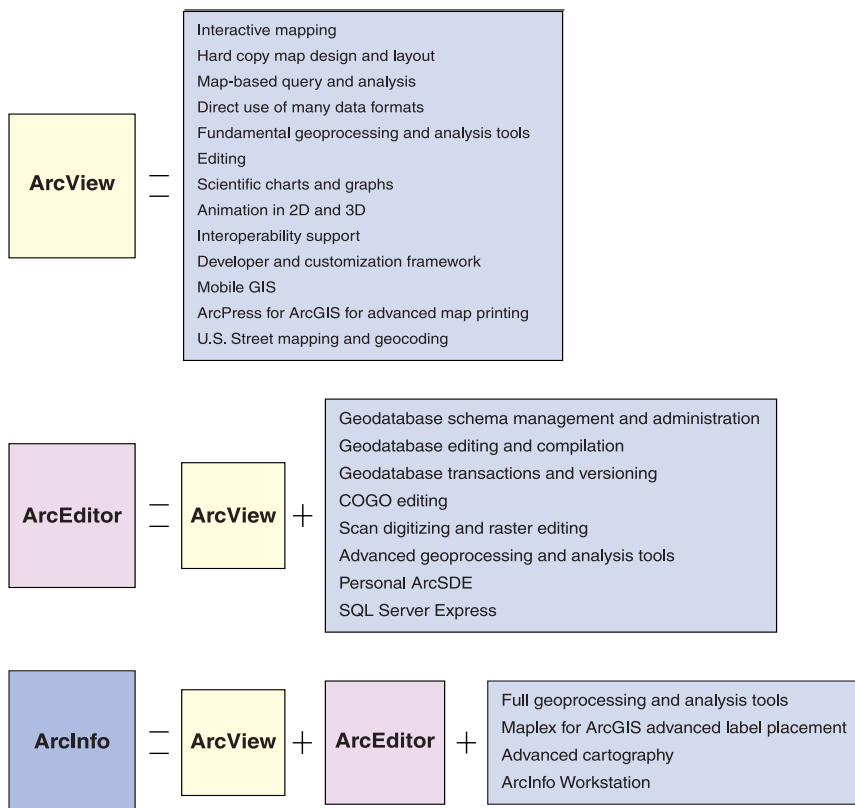 Interactive mapping
Hard copy map design and layout
Map-based query and analysis
Direct use of many data formats
Fundamental geoprocessing and analysis tools
Editing
ArcView =
Scientific charts and graphs
Animation in 2D and 3D
Interoperability support
Developer and customization framework
Mobile GIS
ArcPress for ArcGIS for advanced map printing
U.S. Street mapping and geocoding
ArcEditor = ArcView +
Geodatabase schema management and administration
Geodatabase editing and compilation
Geodatabase transactions and versioning
COGO editing
Scan digitizing and raster editing
Advanced geoprocessing and analysis tools
Personal ArcSDE
SQL Server Express
ArcInfo = ArcView + ArcEditor +
Full geoprocessing and analysis tools
Maplex for ArcGIS advanced label placement
Advanced cartography
ArcInfo Workstation